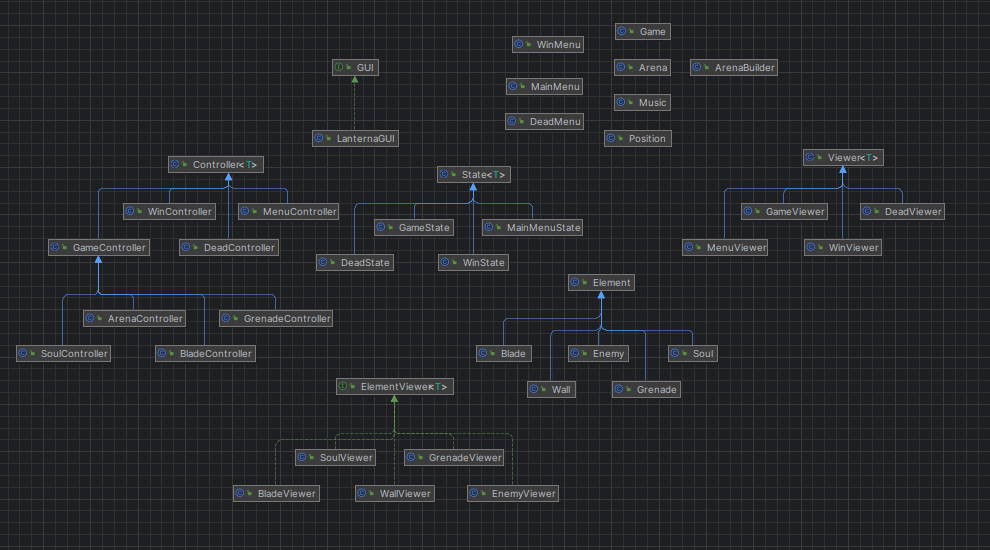 Game
WinMenu
GUI
Arena
ArenaBuilder
MainMenu
Music
DeadMenu
LanternaGUI
Position
Controller<T>
State<T>
Viewer<T>
WinController
MenuController
GameViewer
DeadViewer
GameState
MainMenuState
GameController
DeadController
MenuViewer
WinViewer
DeadState
WinState
Element
ArenaController
GrenadeController
SoulController
BladeController
Blade
Enemy
Soul
ElementViewer<T>
Wall
Grenade
SoulViewer
GrenadeViewer
BladeViewer
WallViewer
EnemyViewer